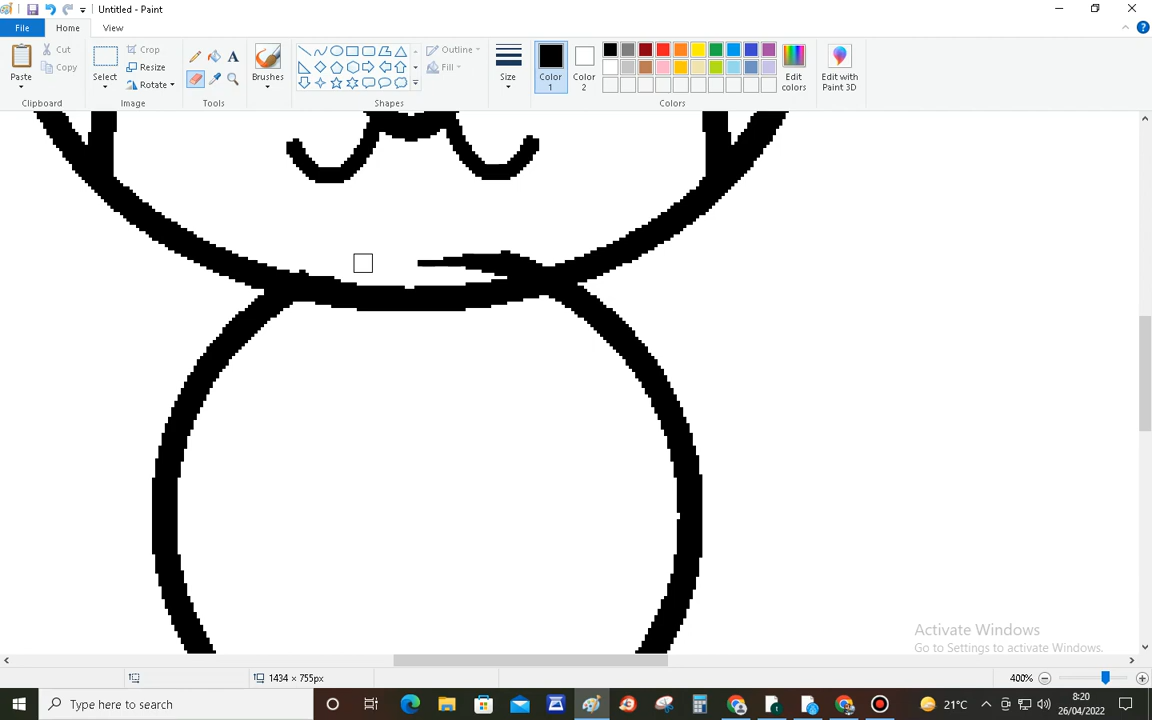 Untitled - Paint
File Home View
Paste Cut Copy Clipboard
Select Crop Resize Rotate Image
A Tools
Brushes
Outline Fill Shapes
Size
Color 1 Color 2 Edit colors Colors
Edit with Paint 3D
Activate Windows
Go to Settings to activate Windows.
1434 × 755px 400%
Type here to search 21°C 8:20
26/04/2022